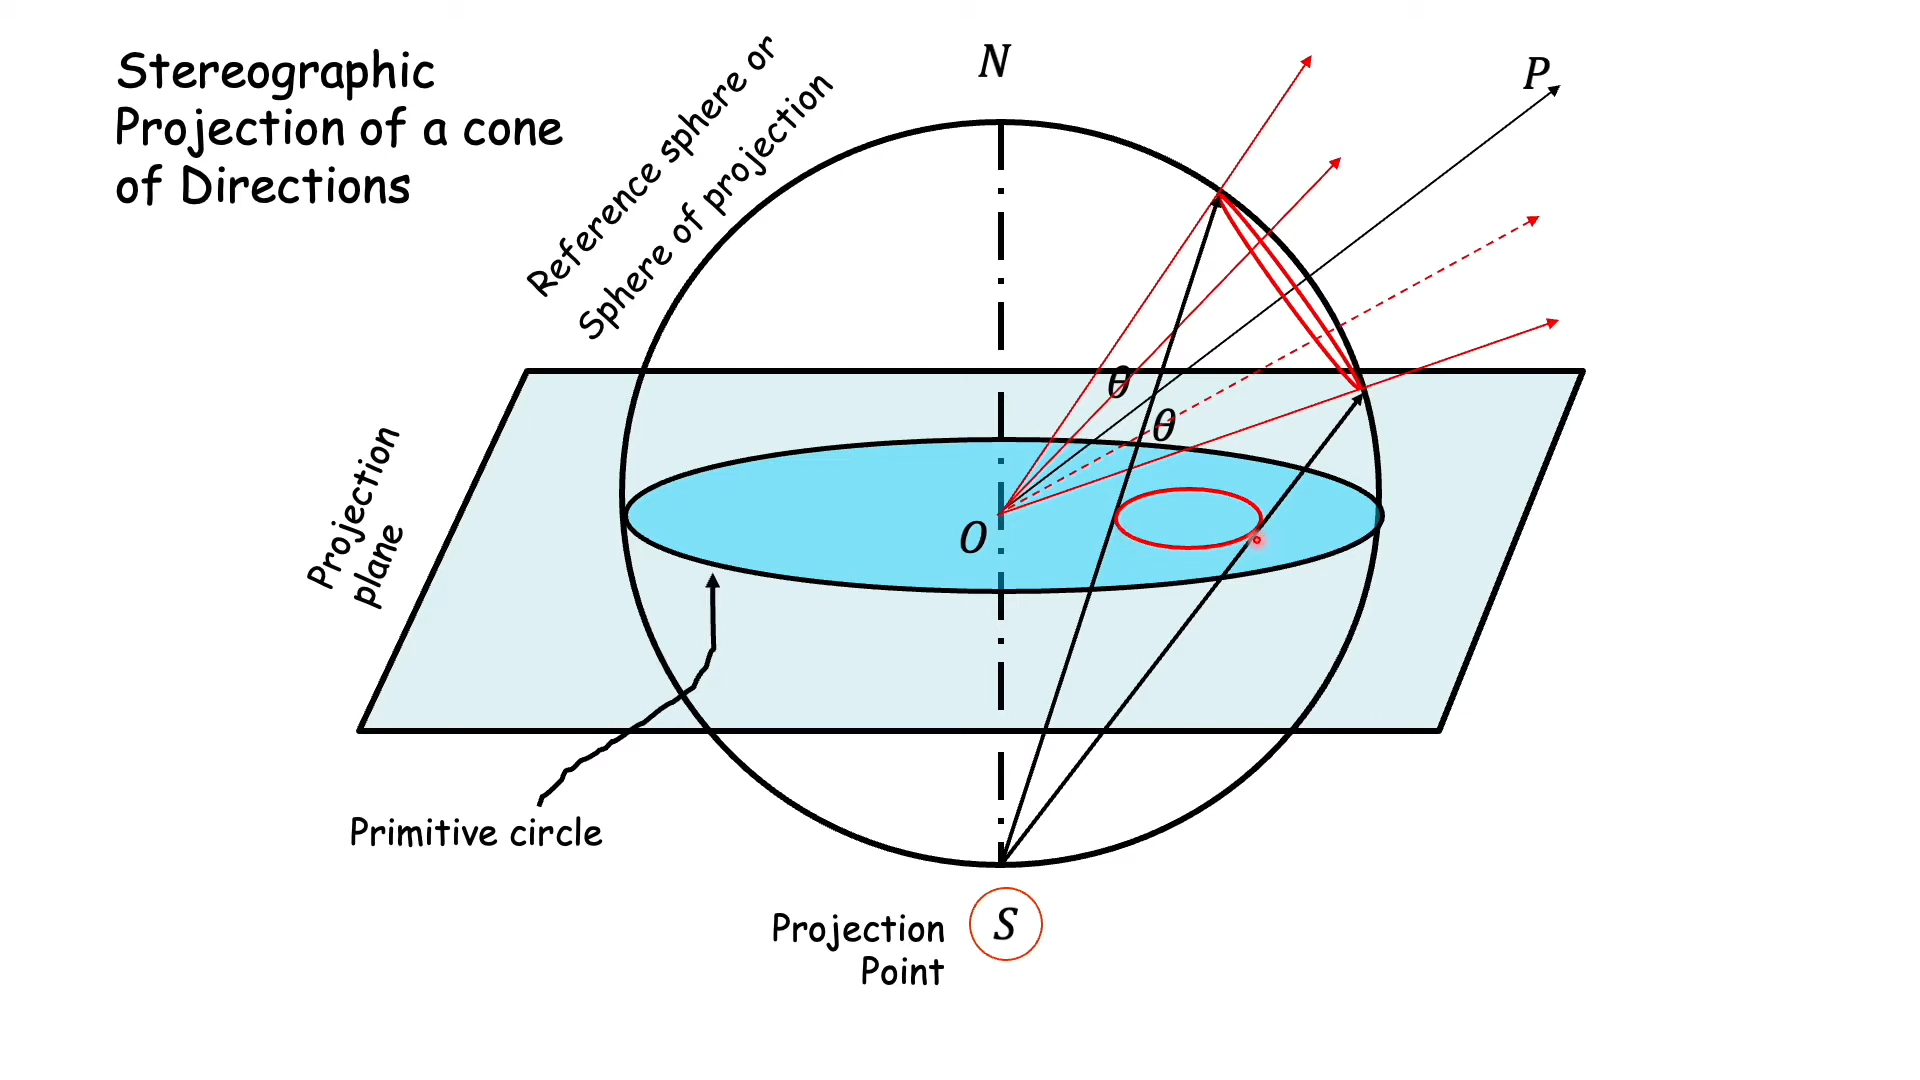 Stereographic
Projection of a cone
of Directions
Reference sphere or
Sphere of projection
N
P
θ
θ
O
Projection
plane
Primitive circle
Projection
Point
S